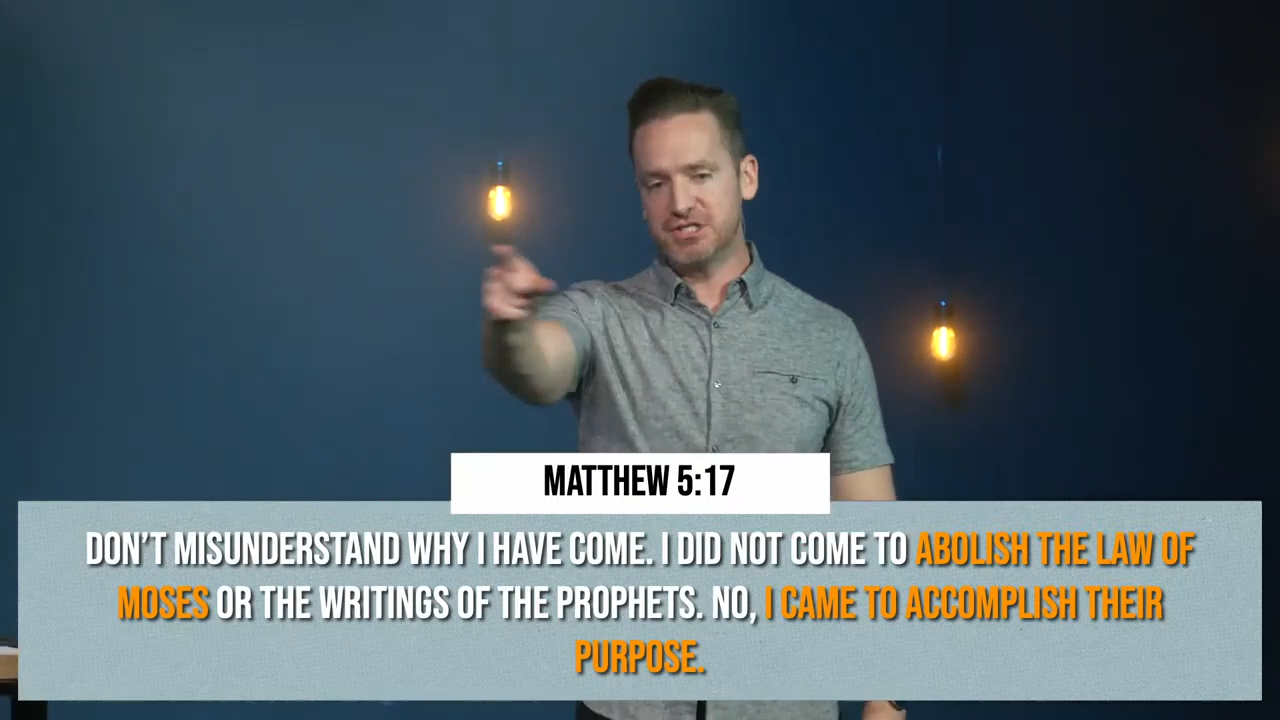 MATTHEW 5:17
DON’T MISUNDERSTAND WHY I HAVE COME. I DID NOT COME TO ABOLISH THE LAW OF
MOSES OR THE WRITINGS OF THE PROPHETS. NO, I CAME TO ACCOMPLISH THEIR
PURPOSE.